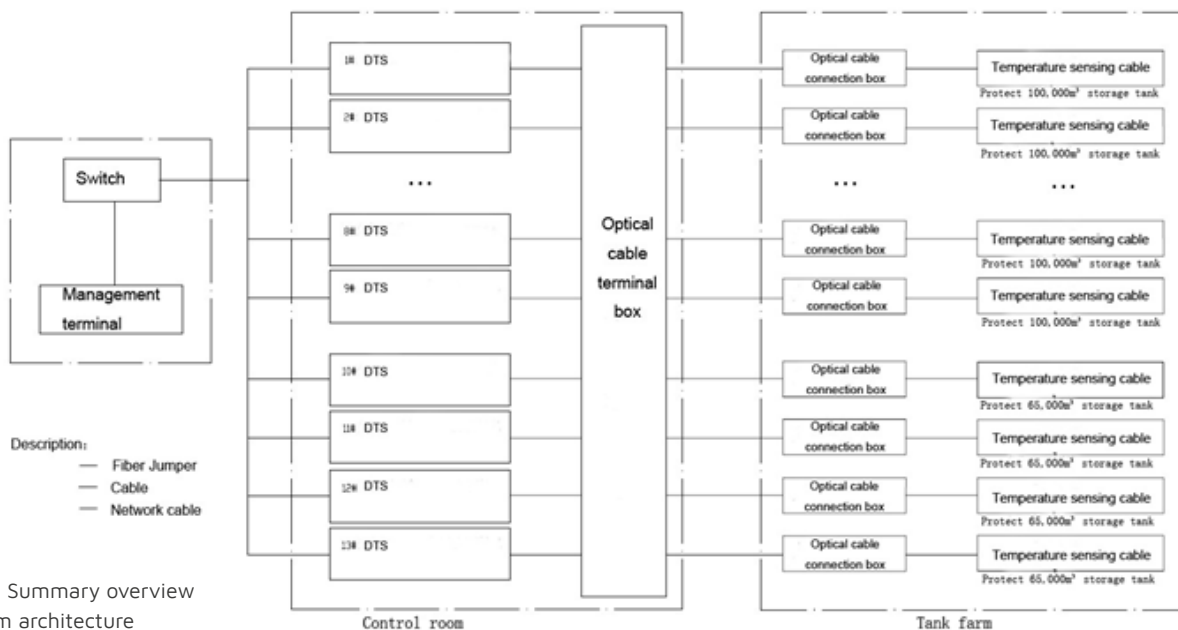 1# DTS
2# DTS
...
8# DTS
9# DTS
10# DTS
11# DTS
12# DTS
13# DTS
Switch
Management
terminal
Optical
cable
terminal
box
Optical cable
connection box
Temperature sensing cable
Protect 100,000m³ storage tank
Optical cable
connection box
Temperature sensing cable
Protect 100,000m³ storage tank
...
...
Optical cable
connection box
Temperature sensing cable
Protect 100,000m³ storage tank
Optical cable
connection box
Temperature sensing cable
Protect 100,000m³ storage tank
Optical cable
connection box
Temperature sensing cable
Protect 65,000m³ storage tank
Optical cable
connection box
Temperature sensing cable
Protect 65,000m³ storage tank
Optical cable
connection box
Temperature sensing cable
Protect 65,000m³ storage tank
Optical cable
connection box
Temperature sensing cable
Protect 65,000m³ storage tank
Description:
— Fiber Jumper
— Cable
— Network cable
Summary overview
architecture
Control room
Tank farm